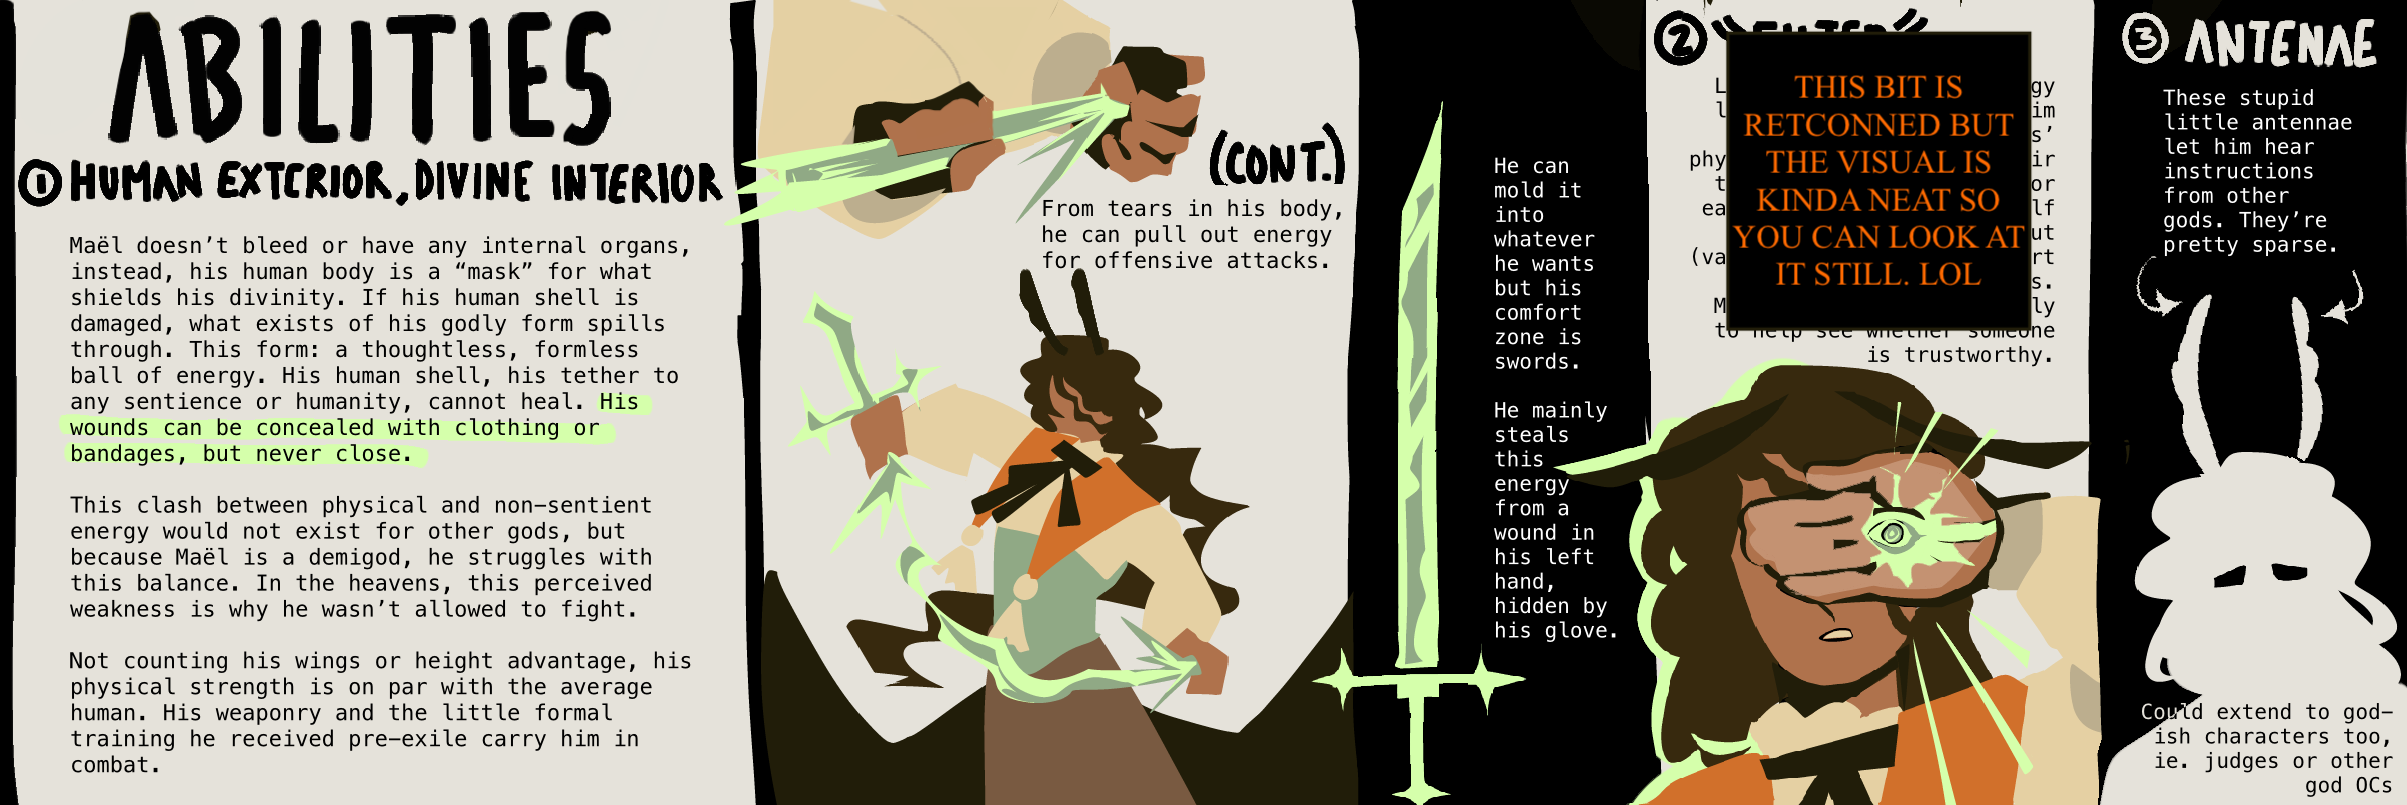 ABILITIES
① HUMAN EXTERIOR, DIVINE INTERIOR
Maël doesn’t bleed or have any internal organs,
instead, his human body is a “mask” for what
shields his divinity. If his human shell is
damaged, what exists of his godly form spills
through. This form: a thoughtless, formless
ball of energy. His human shell, his tether to
any sentience or humanity, cannot heal. His
wounds can be concealed with clothing or
bandages, but never close.
This clash between physical and non-sentient
energy would not exist for other gods, but
because Maël is a demigod, he struggles with
this balance. In the heavens, this perceived
weakness is why he wasn’t allowed to fight.
Not counting his wings or height advantage, his
physical strength is on par with the average
human. His weaponry and the little formal
training he received pre-exile carry him in
combat.
(CONT.)
From tears in his body,
he can pull out energy
for offensive attacks.
He can
mold it
into
whatever
he wants
but his
comfort
zone is
swords.
He mainly
steals
this
energy
from a
wound in
his left
hand,
hidden by
his glove.
②
THIS BIT IS
RETCONNED BUT
THE VISUAL IS
KINDA NEAT SO
YOU CAN LOOK AT
IT STILL. LOL
to help see whether someone
is trustworthy.
③ ANTENAE
These stupid
little antennae
let him hear
instructions
from other
gods. They’re
pretty sparse.
Could extend to god-
ish characters too,
ie. judges or other
god OCs